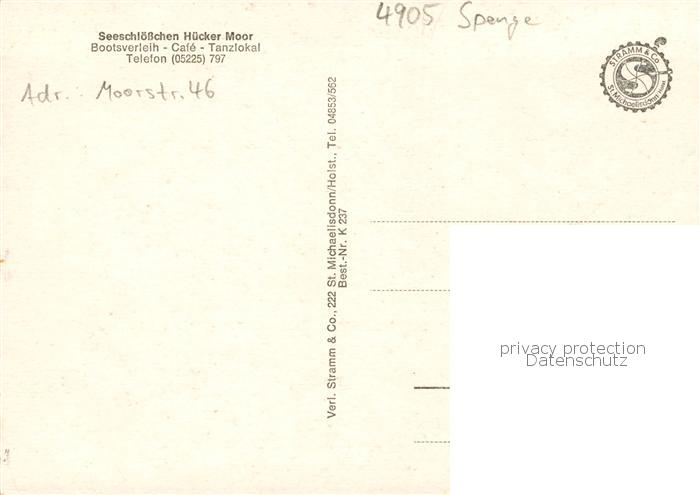 4905 Spenge
Seeschlößchen Hücker Moor
Bootsverleih - Café - Tanzlokal
Telefon (05225) 797
Adr.: Moorstr. 46
STRAMM & Co.
St. Michaelisdonn
Verl. Stramm & Co., 222 St. Michaelisdonn/Holst., Tel. 04853/562
Best.-Nr. K 237
privacy protection
Datenschutz